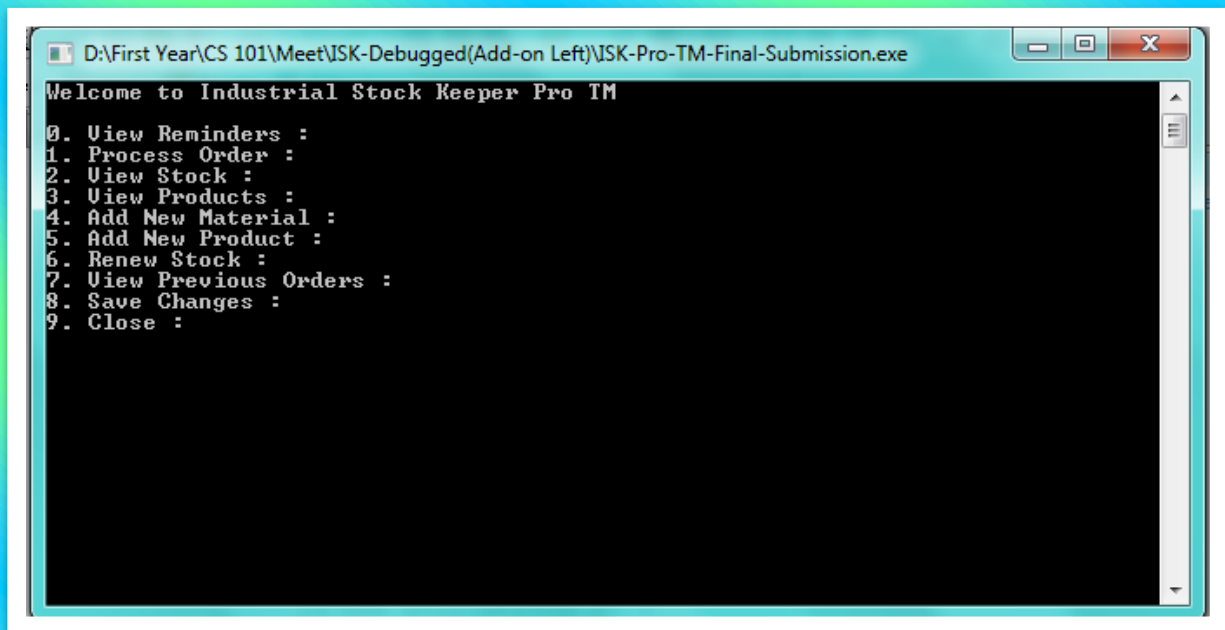 D:\First Year\CS 101\Meet\ISK-Debugged(Add-on Left)\ISK-Pro-TM-Final-Submission.exe
Welcome to Industrial Stock Keeper Pro TM
0. View Reminders :
1. Process Order :
2. View Stock :
3. View Products :
4. Add New Material :
5. Add New Product :
6. Renew Stock :
7. View Previous Orders :
8. Save Changes :
9. Close :